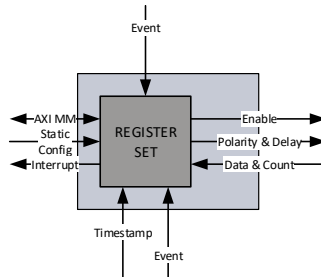 Event
AXI MM
Static
Config
Interrupt
REGISTER
SET
Enable
Polarity & Delay
Data & Count
Timestamp
Event